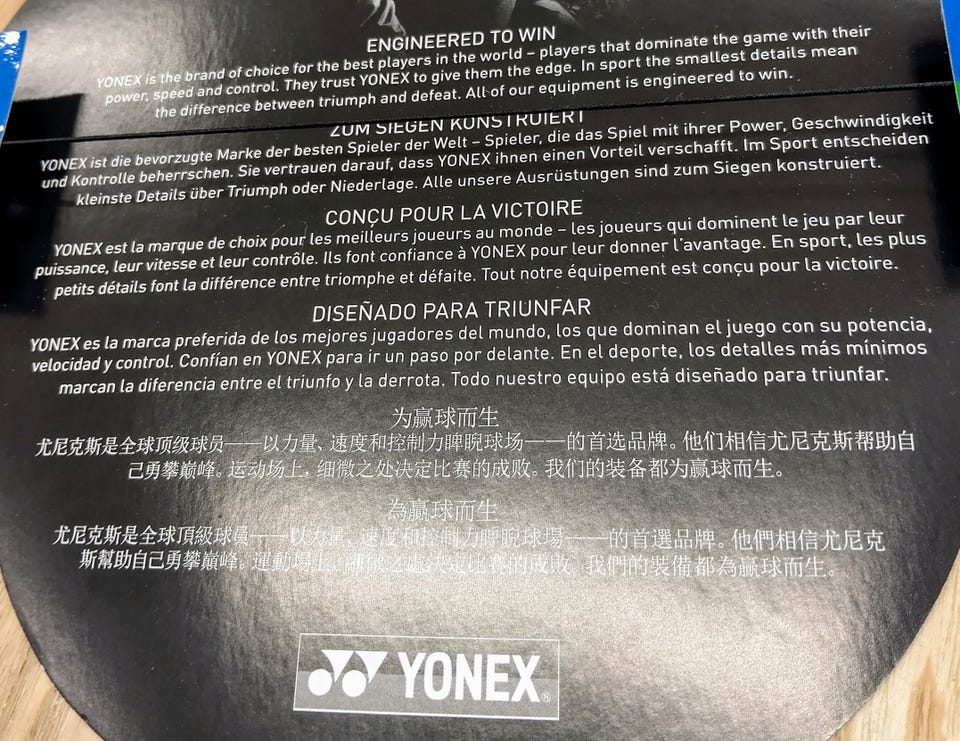 ENGINEERED TO WIN
YONEX is the brand of choice for the best players in the world – players that dominate the game with their
power, speed and control. They trust YONEX to give them the edge. In sport the smallest details mean
the difference between triumph and defeat. All of our equipment is engineered to win.
ZUM SIEGEN KONSTRUIERT
YONEX ist die bevorzugte Marke der besten Spieler der Welt – Spieler, die das Spiel mit ihrer Power, Geschwindigkeit
und Kontrolle beherrschen. Sie vertrauen darauf, dass YONEX ihnen einen Vorteil verschafft. Im Sport entscheiden
kleinste Details über Triumph oder Niederlage. Alle unsere Ausrüstungen sind zum Siegen konstruiert.
CONÇU POUR LA VICTOIRE
YONEX est la marque de choix pour les meilleurs joueurs au monde – les joueurs qui dominent le jeu par leur
puissance, leur vitesse et leur contrôle. Ils font confiance à YONEX pour leur donner l'avantage. En sport, les plus
petits détails font la différence entre triomphe et défaite. Tout notre équipement est conçu pour la victoire.
DISEÑADO PARA TRIUNFAR
YONEX es la marca preferida de los mejores jugadores del mundo, los que dominan el juego con su potencia,
velocidad y control. Confían en YONEX para ir un paso por delante. En el deporte, los detalles más mínimos
marcan la diferencia entre el triunfo y la derrota. Todo nuestro equipo está diseñado para triunfar.
为赢球而生
尤尼克斯是全球顶级球员——以力量、速度和控制力睥睨球场——的首选品牌。他们相信尤尼克斯帮助自
己勇攀巅峰。运动场上，细微之处决定比赛的成败。我们的装备都为赢球而生。
為贏球而生
尤尼克斯是全球頂級球員——以力量、速度和控制力睥睨球場——的首選品牌。他們相信尤尼克
斯幫助自己勇攀巔峰。運動場上，細微之處決定比賽的成敗。我們的裝備都為贏球而生。
YONEX®